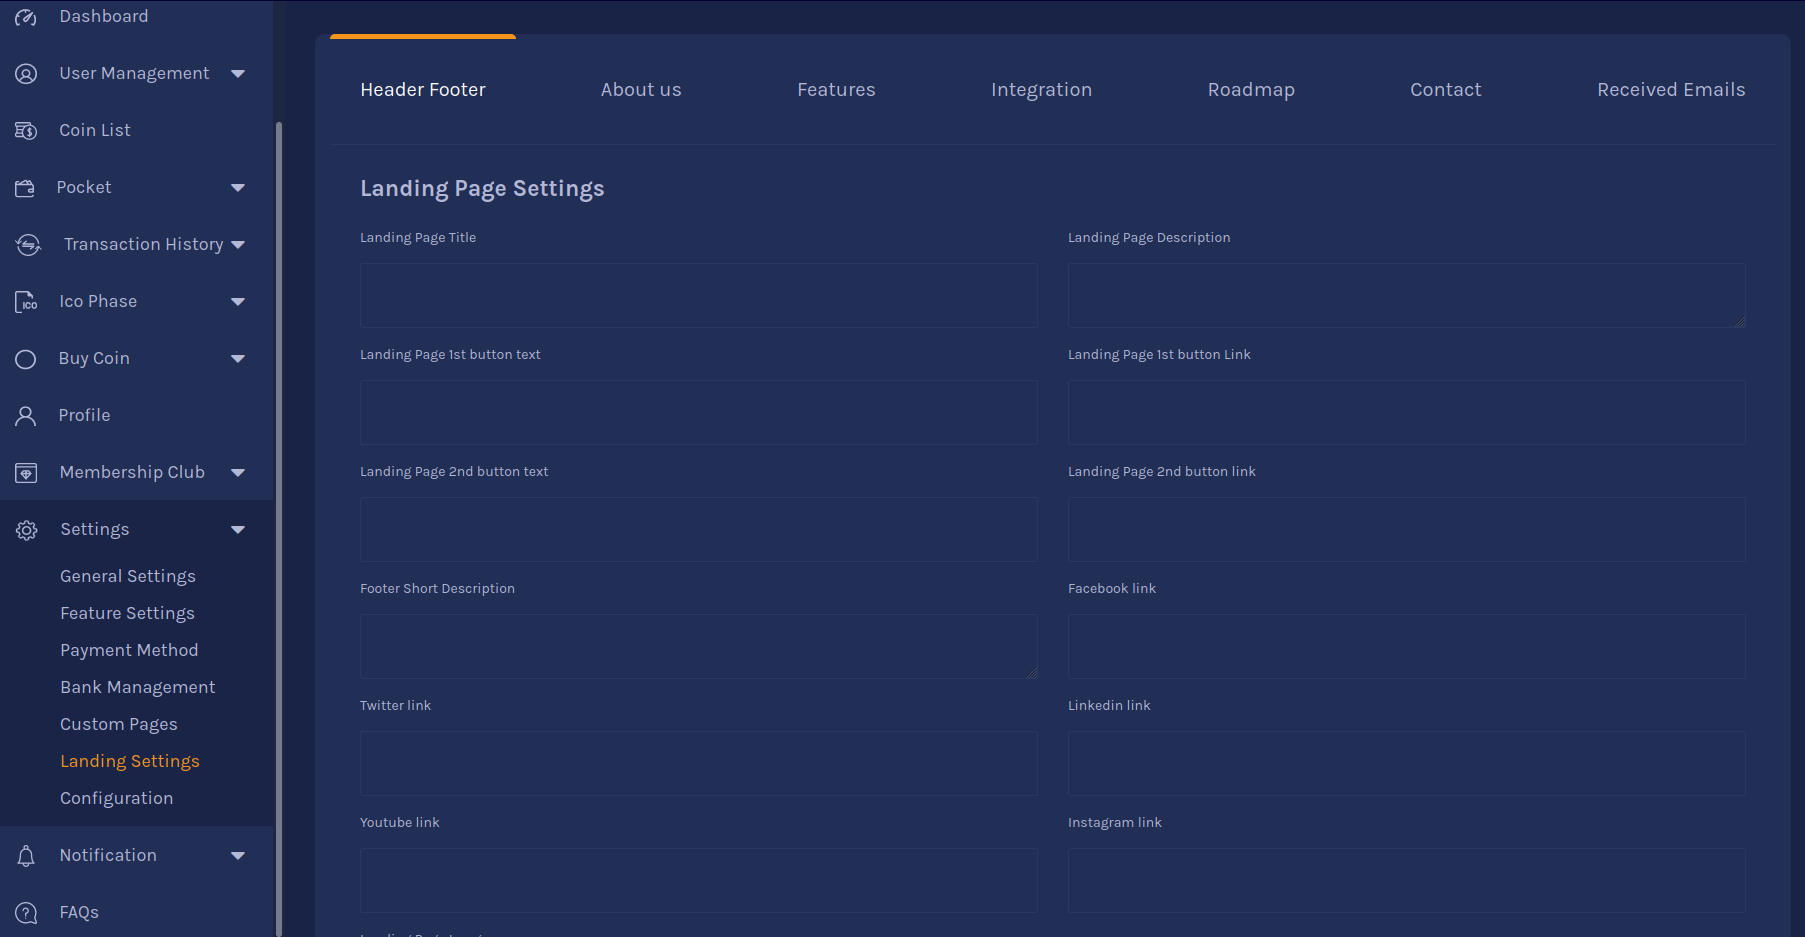 Dashboard
User Management
Coin List
Pocket
Transaction History
Ico Phase
ICO
Buy Coin
Profile
Membership Club
Settings
General Settings
Feature Settings
Payment Method
Bank Management
Custom Pages
Landing Settings
Configuration
Notification
FAQs
Header Footer
About us
Features
Integration
Roadmap
Contact
Received Emails
Landing Page Settings
Landing Page Title
Landing Page Description
Landing Page 1st button text
Landing Page 1st button Link
Landing Page 2nd button text
Landing Page 2nd button link
Footer Short Description
Facebook link
Twitter link
Linkedin link
Youtube link
Instagram link